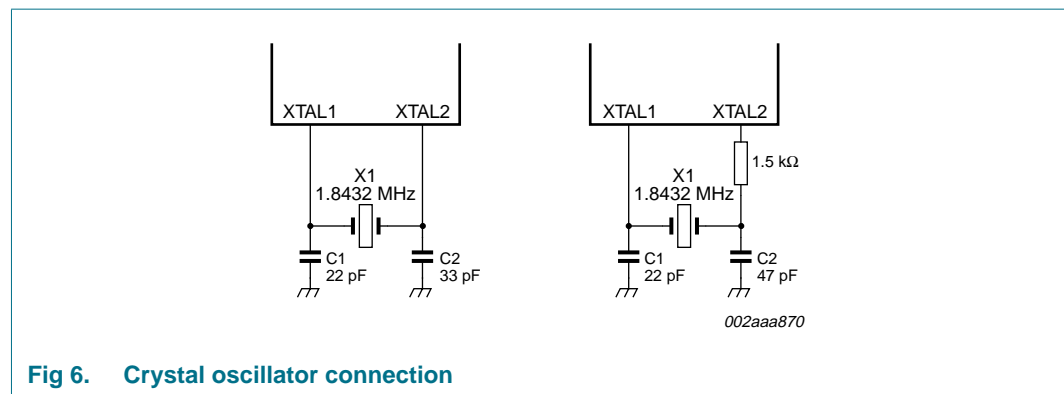 XTAL1 XTAL2
X1
1.8432 MHz
C1
22 pF
C2
33 pF
XTAL1 XTAL2
1.5 kΩ
X1
1.8432 MHz
C1
22 pF
C2
47 pF
002aaa870
Fig 6. Crystal oscillator connection